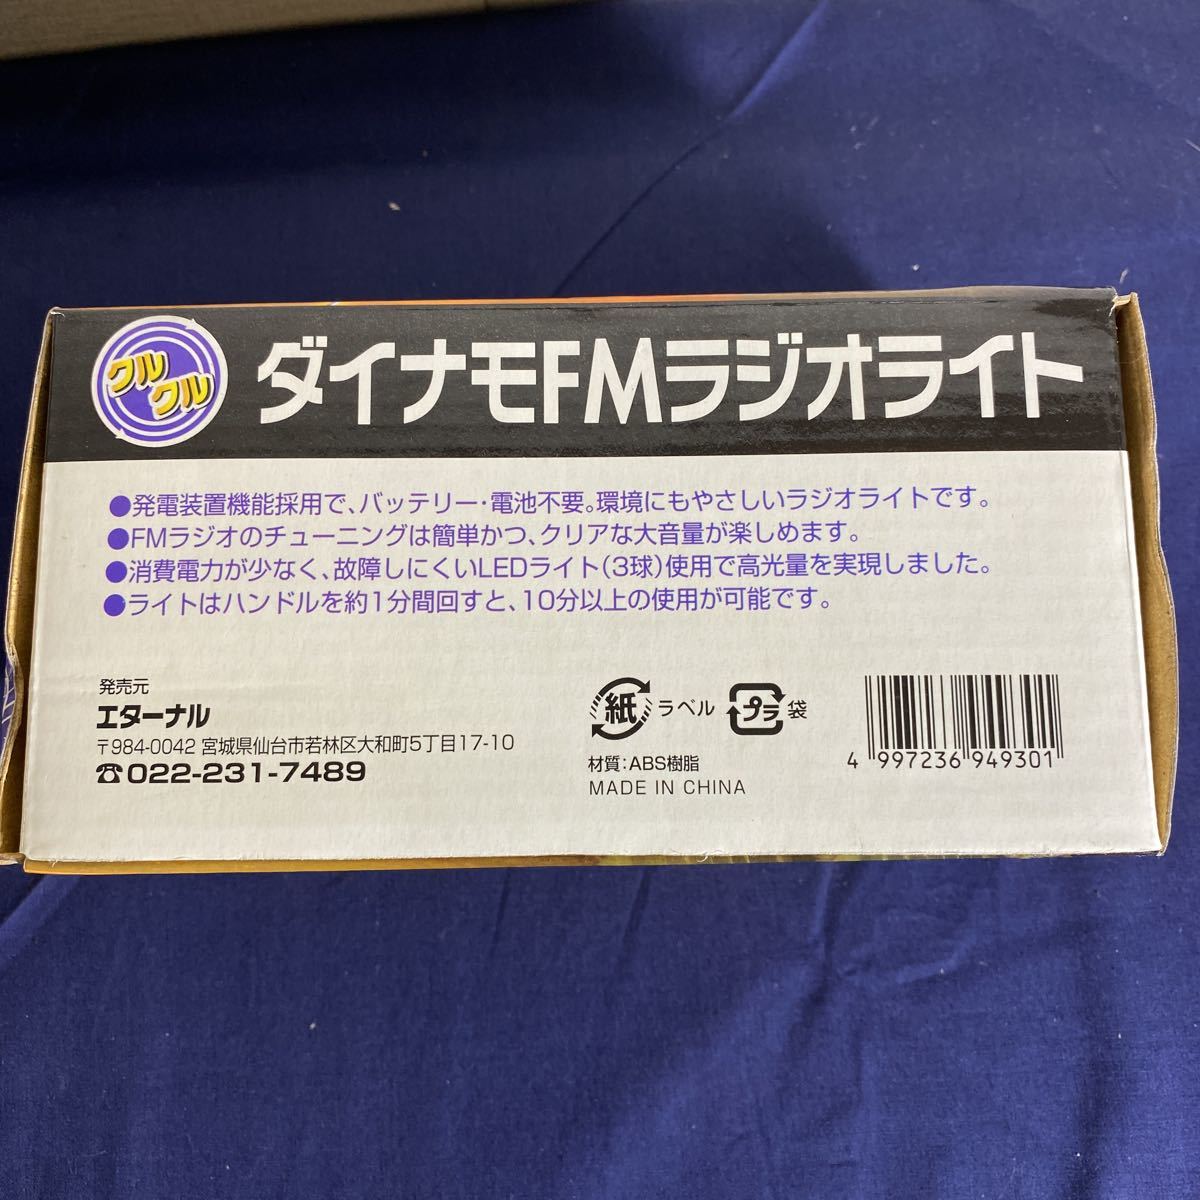 クルクル
ダイナモFMラジオライト
●発電装置機能採用で、バッテリー・電池不要。環境にもやさしいラジオライトです。
●FMラジオのチューニングは簡単かつ、クリアな大音量が楽しめます。
●消費電力が少なく、故障しにくいLEDライト(3球)使用で高光量を実現しました。
●ライトはハンドルを約1分間回すと、10分以上の使用が可能です。
発売元
エターナル
〒984-0042 宮城県仙台市若林区大和町5丁目17-10
☎022-231-7489
紙 ラベル プラ 袋
材質:ABS樹脂
MADE IN CHINA
4 997236 949301